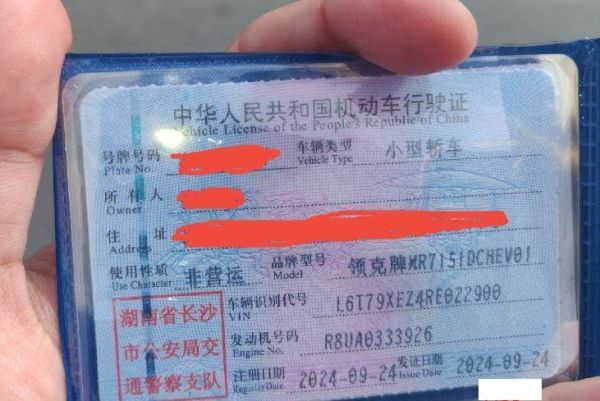 中华人民共和国机动车行驶证
Vehicle License of the People's Republic of China
号牌号码 Plate No.
车辆类型 Vehicle Type 小型轿车
所有人 Owner
住址 Address
使用性质 Use Character 非营运
品牌型号 Model 领克牌MR7151DCHEV01
湖南省长沙
市公安局交
通警察支队
车辆识别代号 VIN L6T79XEZ4RE022900
发动机号码 Engine No. R8UA0333926
注册日期 Register Date 2024-09-24
发证日期 Issue Date 2024-09-24